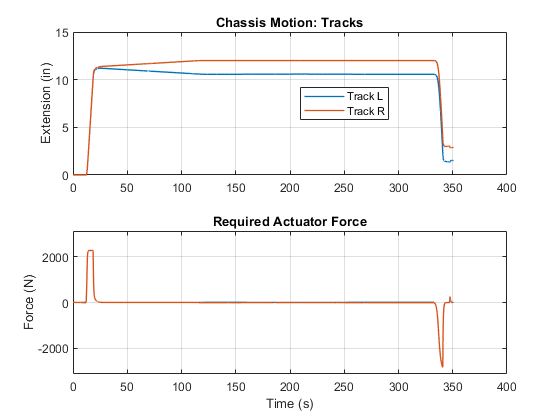 Chassis Motion: Tracks
15
10
5
0
Extension (in)
Track L
Track R
0 50 100 150 200 250 300 350 400
Required Actuator Force
2000
0
-2000
Force (N)
0 50 100 150 200 250 300 350 400
Time (s)